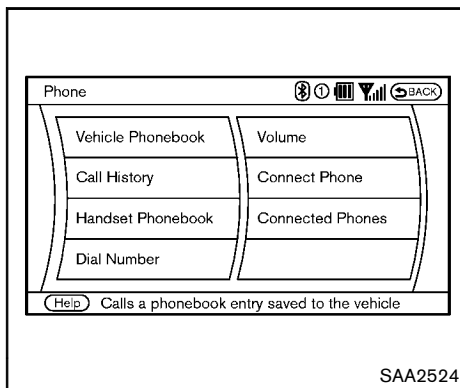 Phone ① BACK
Vehicle Phonebook
Call History
Handset Phonebook
Dial Number
Volume
Connect Phone
Connected Phones
Help Calls a phonebook entry saved to the vehicle
SAA2524